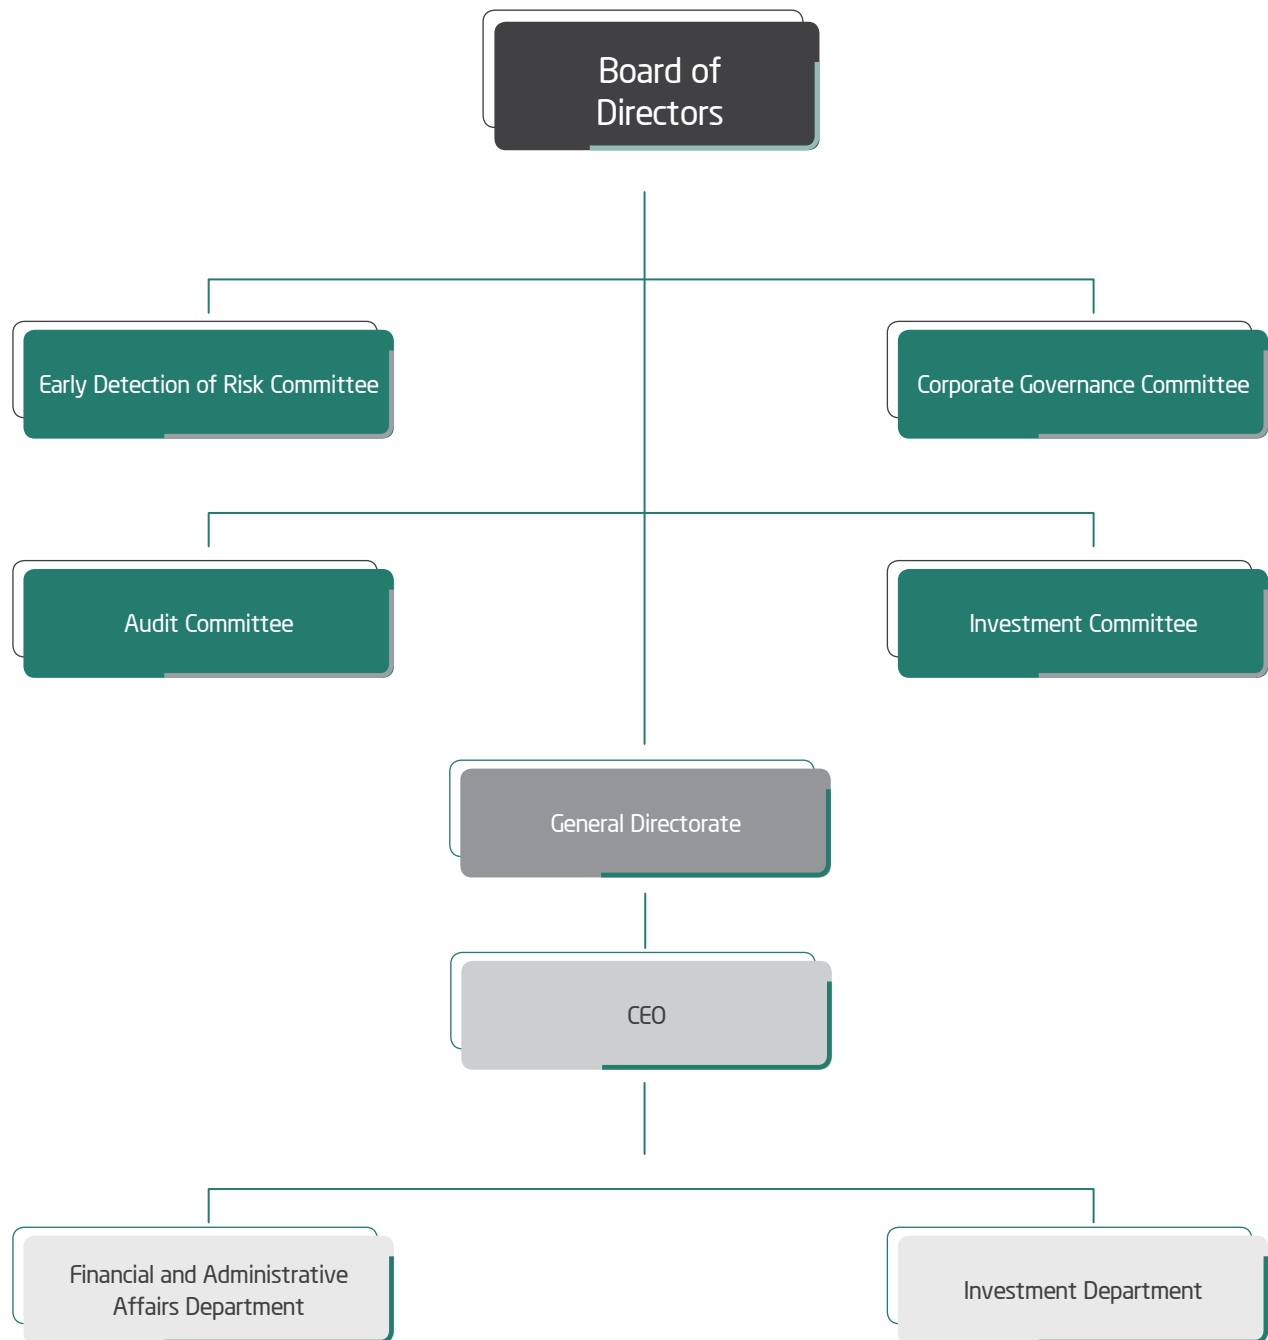 Board of
Directors
Early Detection of Risk Committee
Corporate Governance Committee
Audit Committee
Investment Committee
General Directorate
CEO
Financial and Administrative
Affairs Department
Investment Department